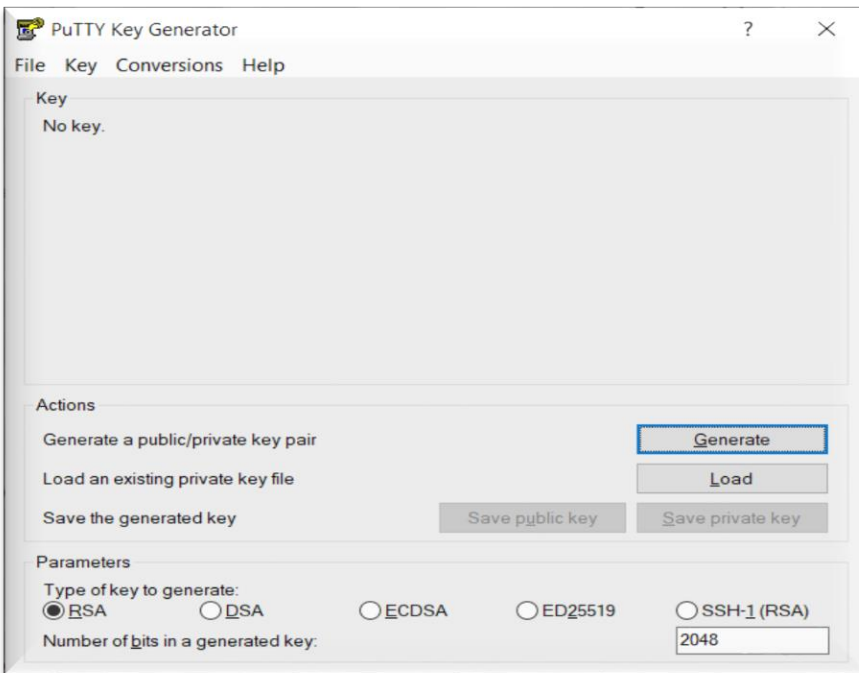 PuTTY Key Generator ?
File Key Conversions Help
Key
No key.
Actions
Generate a public/private key pair Generate
Load an existing private key file Load
Save the generated key Save public key Save private key
Parameters
Type of key to generate:
RSA DSA ECDSA ED25519 SSH-1 (RSA)
Number of bits in a generated key: 2048